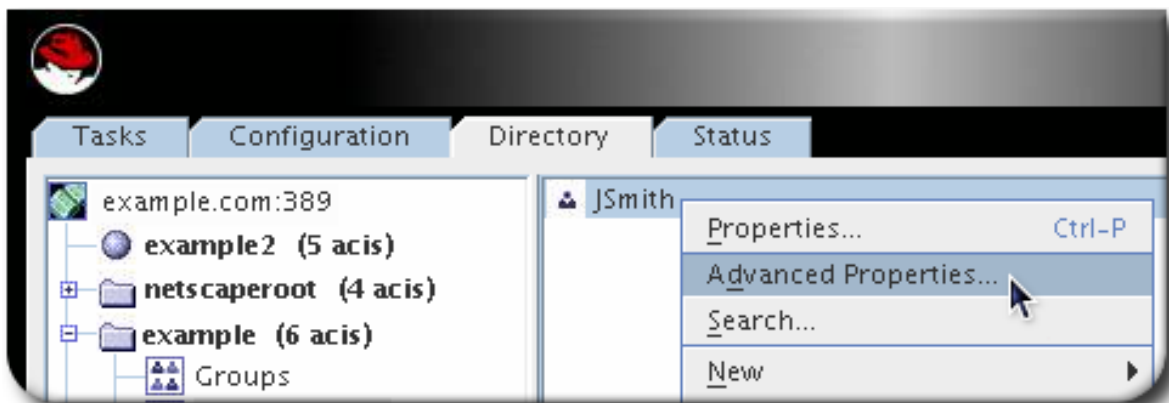 Tasks
Configuration
Directory
Status
example.com:389
example2 (5 acis)
netscaperoot (4 acis)
example (6 acis)
Groups
JSmith
Properties... Ctrl-P
Advanced Properties...
Search...
New